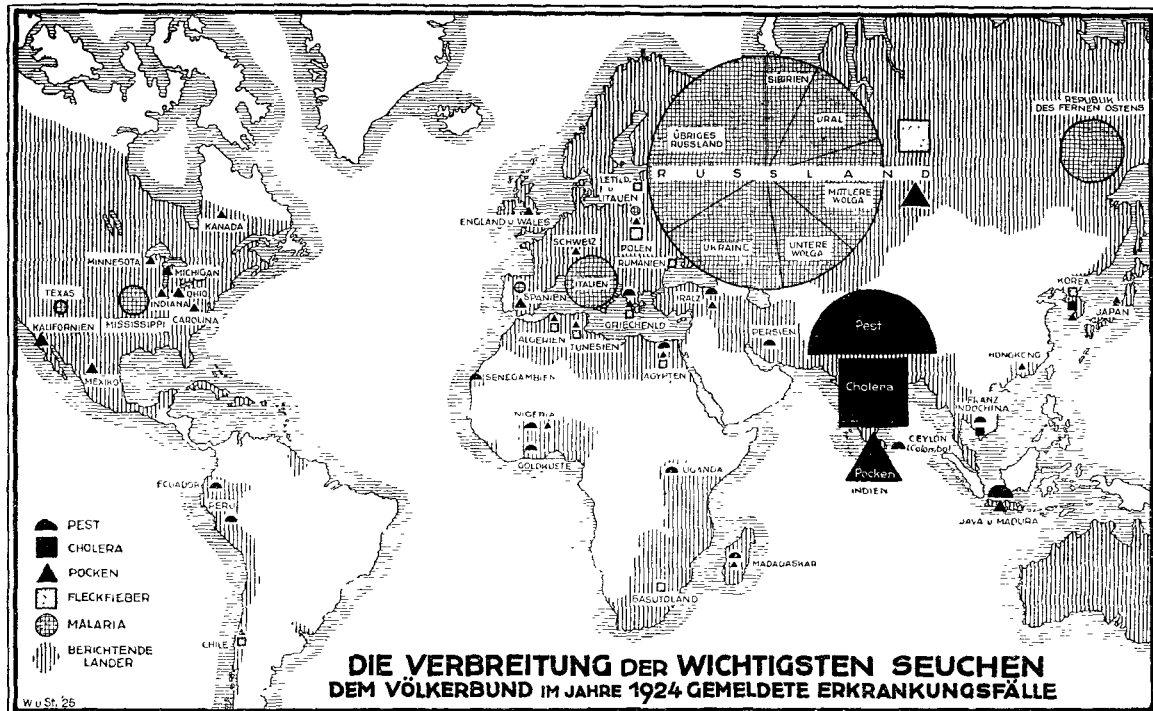 SIBIRIEN
URAL
REPUBLIK
DES FERNEN OSTENS
ÜBRIGES
RUSSLAND
RUSSLAND
MITTLERE
WOLGA
UNTERE
WOLGA
UKRAINE
LETTLD.
U
LITAUEN
ENGLAND U. WALES
POLEN
SCHWEIZ
RUMÄNIEN
ITALIEN
SPANIEN
GRIECHENLD
ALGERIEN
TUNESIEN
ÄGYPTEN
PERSIEN
KANADA
MINNESOTA
MICHIGAN
OHIO
INDIANA
CAROLINA
TEXAS
MISSISSIPPI
KALIFORNIEN
MEXIKO
KOREA
JAPAN
HONGKONG
Pest
Cholera
Pocken
INDIEN
FRANZ
INDOCHINA
CEYLON
(Colombo)
JAVA U MADURA
SENEGAMBIEN
NIGERIA
GOLDKÜSTE
UGANDA
MADAGASKAR
BASUTOLAND
ECUADOR
PERU
CHILE
PEST
CHOLERA
POCKEN
FLECKFIEBER
MALARIA
BERICHTENDE
LÄNDER
DIE VERBREITUNG DER WICHTIGSTEN SEUCHEN
DEM VÖLKERBUND IM JAHRE 1924 GEMELDETE ERKRANKUNGSFÄLLE
W u St. '25